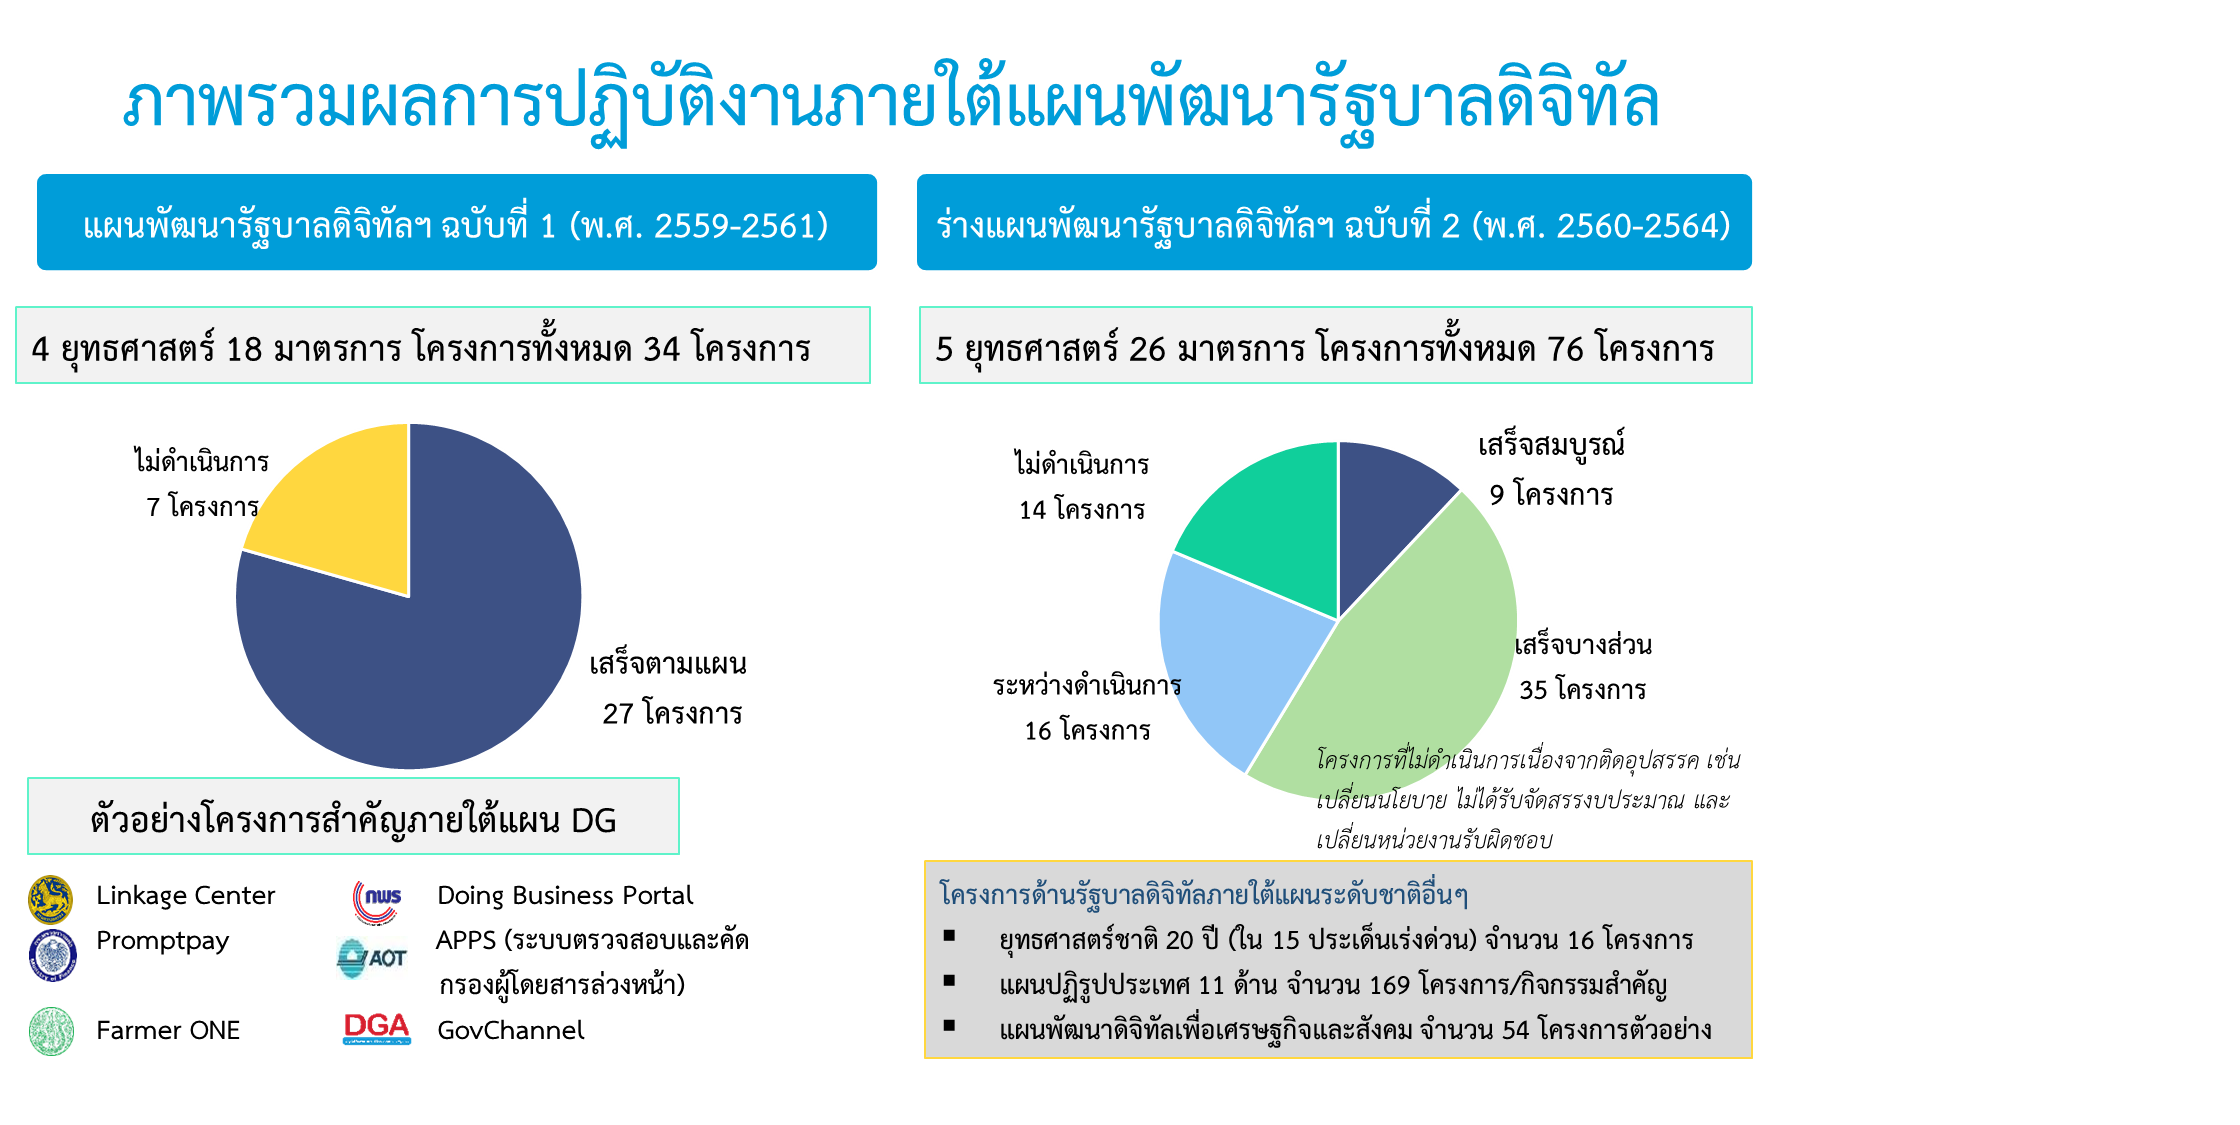 ภาพรวมผลการปฏิบัติงานภายใต้แผนพัฒนารัฐบาลดิจิทัล
แผนพัฒนารัฐบาลดิจิทัลฯ ฉบับที่ 1 (พ.ศ. 2559-2561)
4 ยุทธศาสตร์ 18 มาตรการ โครงการทั้งหมด 34 โครงการ
ไม่ดำเนินการ
7 โครงการ
เสร็จตามแผน
27 โครงการ
ตัวอย่างโครงการสำคัญภายใต้แผน DG
Linkage Center
Promptpay
Farmer ONE
กพร
Doing Business Portal
AOT
APPS (ระบบตรวจสอบและคัด
กรองผู้โดยสารล่วงหน้า)
DGA
GovChannel
ร่างแผนพัฒนารัฐบาลดิจิทัลฯ ฉบับที่ 2 (พ.ศ. 2560-2564)
5 ยุทธศาสตร์ 26 มาตรการ โครงการทั้งหมด 76 โครงการ
ไม่ดำเนินการ
14 โครงการ
เสร็จสมบูรณ์
9 โครงการ
เสร็จบางส่วน
35 โครงการ
ระหว่างดำเนินการ
16 โครงการ
โครงการที่ไม่ดำเนินการเนื่องจากติดอุปสรรค เช่น
เปลี่ยนนโยบาย ไม่ได้รับจัดสรรงบประมาณ และ
เปลี่ยนหน่วยงานรับผิดชอบ
โครงการด้านรัฐบาลดิจิทัลภายใต้แผนระดับชาติอื่นๆ
▪ ยุทธศาสตร์ชาติ 20 ปี (ใน 15 ประเด็นเร่งด่วน) จำนวน 16 โครงการ
▪ แผนปฏิรูปประเทศ 11 ด้าน จำนวน 169 โครงการ/กิจกรรมสำคัญ
▪ แผนพัฒนาดิจิทัลเพื่อเศรษฐกิจและสังคม จำนวน 54 โครงการตัวอย่าง